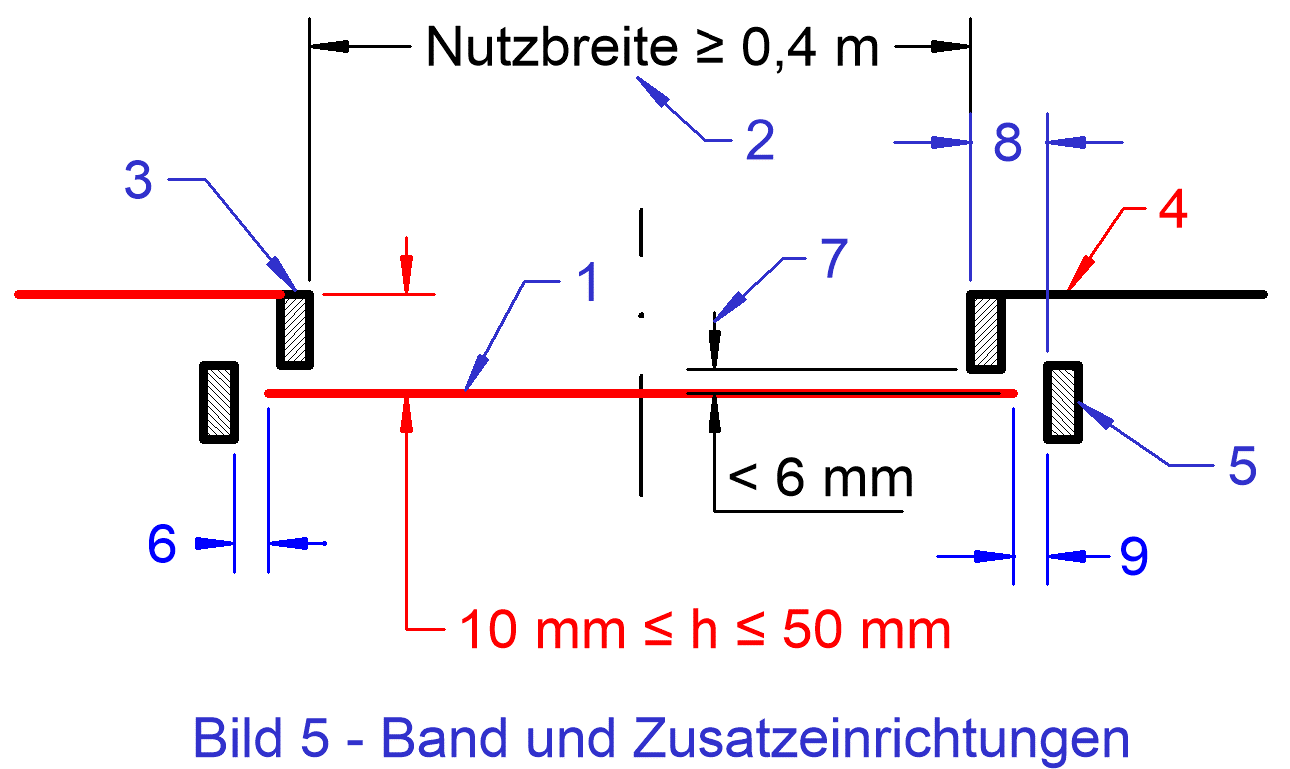 Nutzbreite ≥ 0,4 m
2
8
3
4
7
1
< 6 mm
5
6
9
10 mm ≤ h ≤ 50 mm
Bild 5 - Band und Zusatzeinrichtungen